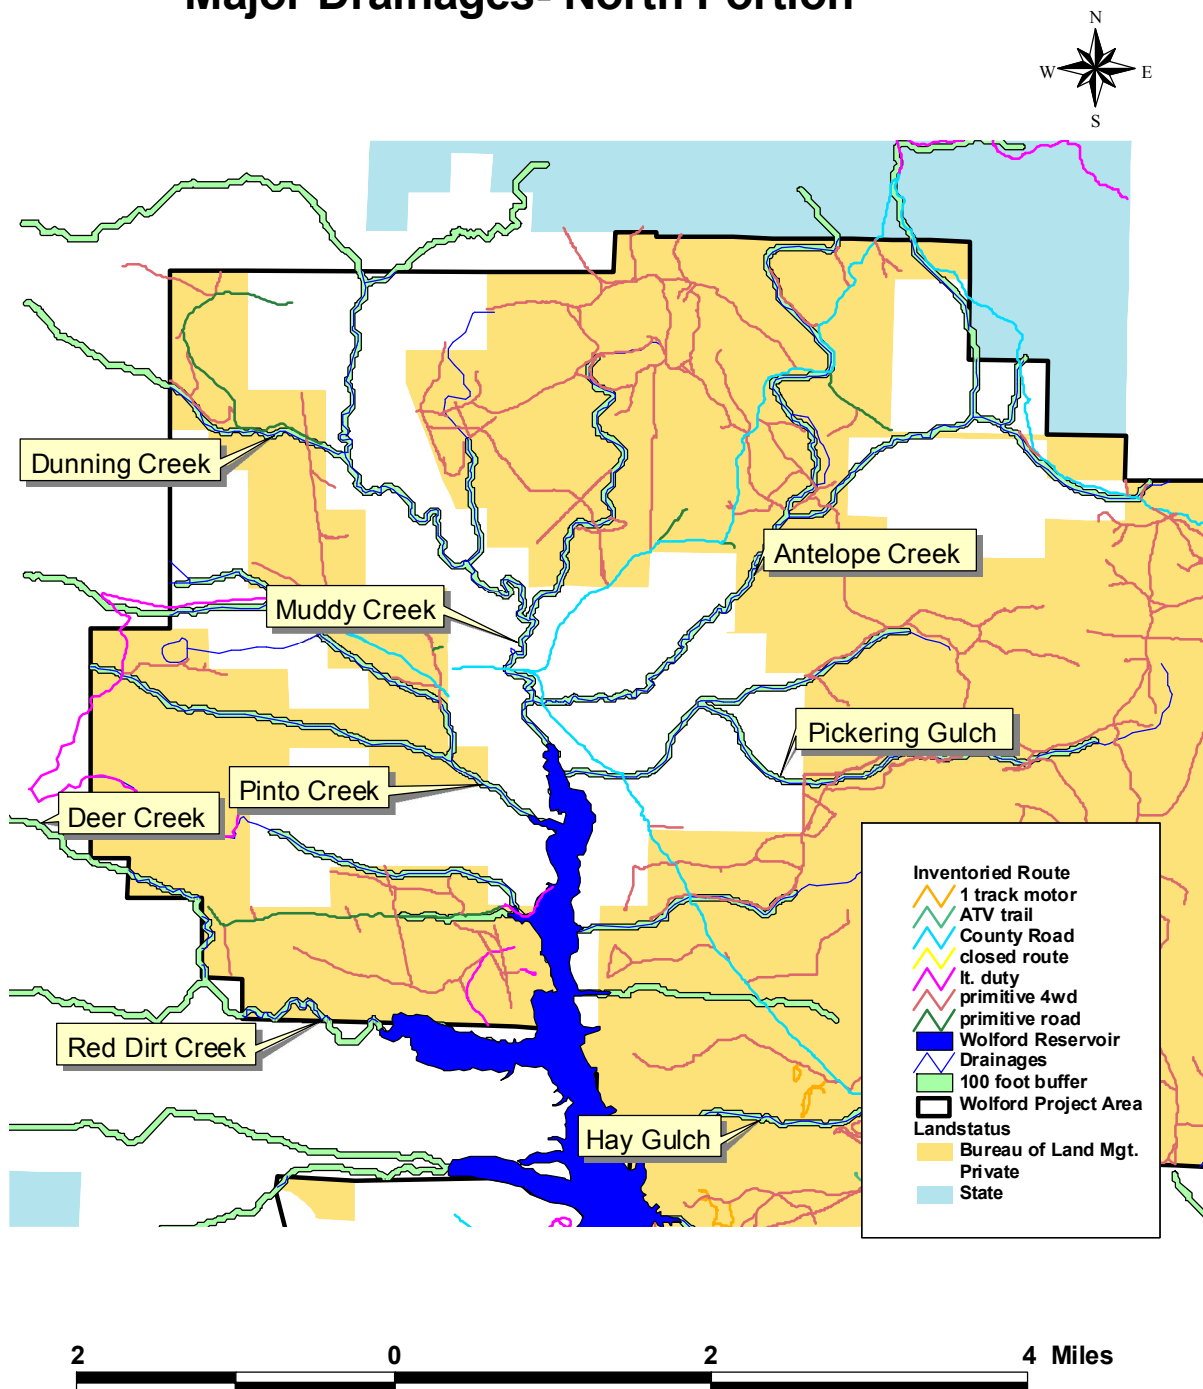 Major Drainages- North Portion
N
W E
S
Dunning Creek
Antelope Creek
Muddy Creek
Pickering Gulch
Pinto Creek
Deer Creek
Red Dirt Creek
Hay Gulch
Inventoried Route
1 track motor
ATV trail
County Road
closed route
lt. duty
primitive 4wd
primitive road
Wolford Reservoir
Drainages
100 foot buffer
Wolford Project Area
Landstatus
Bureau of Land Mgt.
Private
State
2 0 2 4 Miles